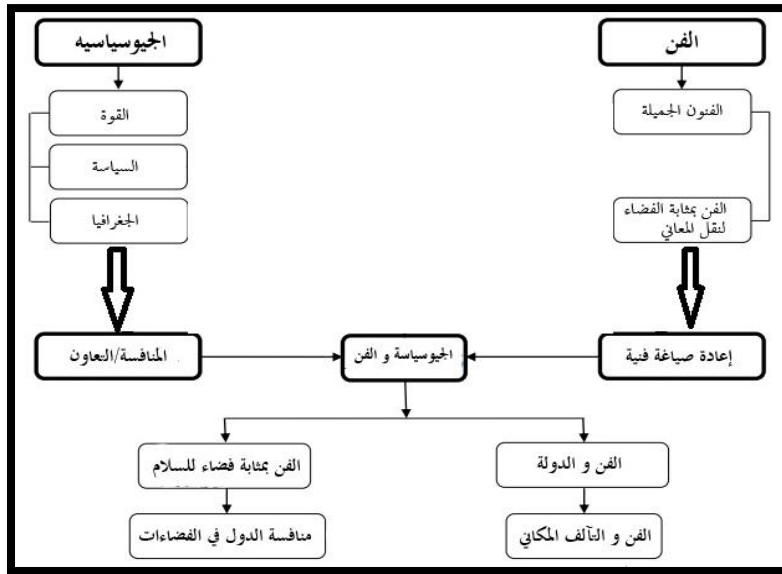 الفن
الجيوسياسيه
الفنون الجميلة
القوة
السياسة
الفن بمثابة الفضاء
لنقل المعاني
الجغرافيا
إعادة صياغة فنية
الجيوسياسة و الفن
المنافسة/التعاون
الفن و الدولة
الفن بمثابة فضاء للسلام
الفن و التآلف المكاني
منافسة الدول في الفضاءات